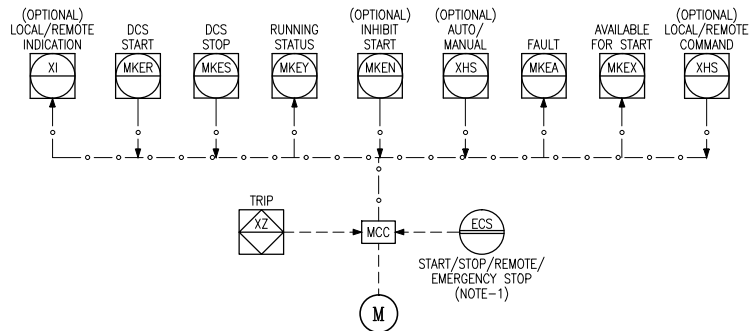 (OPTIONAL)
LOCAL/REMOTE
INDICATION
XI
DCS
START
MKER
DCS
STOP
MKES
RUNNING
STATUS
MKEY
(OPTIONAL)
INHIBIT
START
MKEN
(OPTIONAL)
AUTO/
MANUAL
XHS
FAULT
MKEA
AVAILABLE
FOR START
MKEX
(OPTIONAL)
LOCAL/REMOTE
COMMAND
XHS
TRIP
XZ
MCC
ECS
START/STOP/REMOTE/
EMERGENCY STOP
(NOTE-1)
M